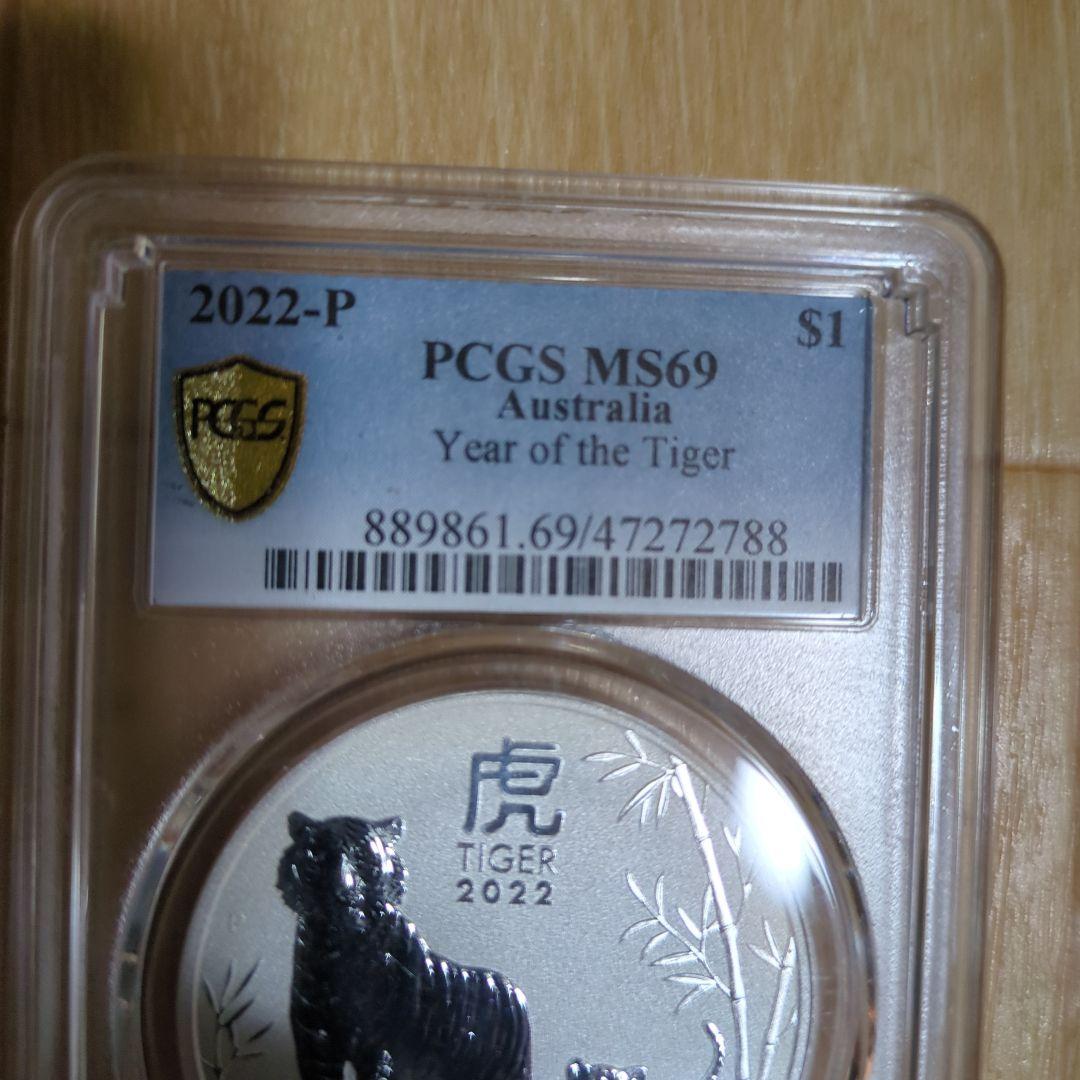 2022-P
$1
PCGS MS69
Australia
Year of the Tiger
PCGS
889861.69/47272788
虎
TIGER
2022